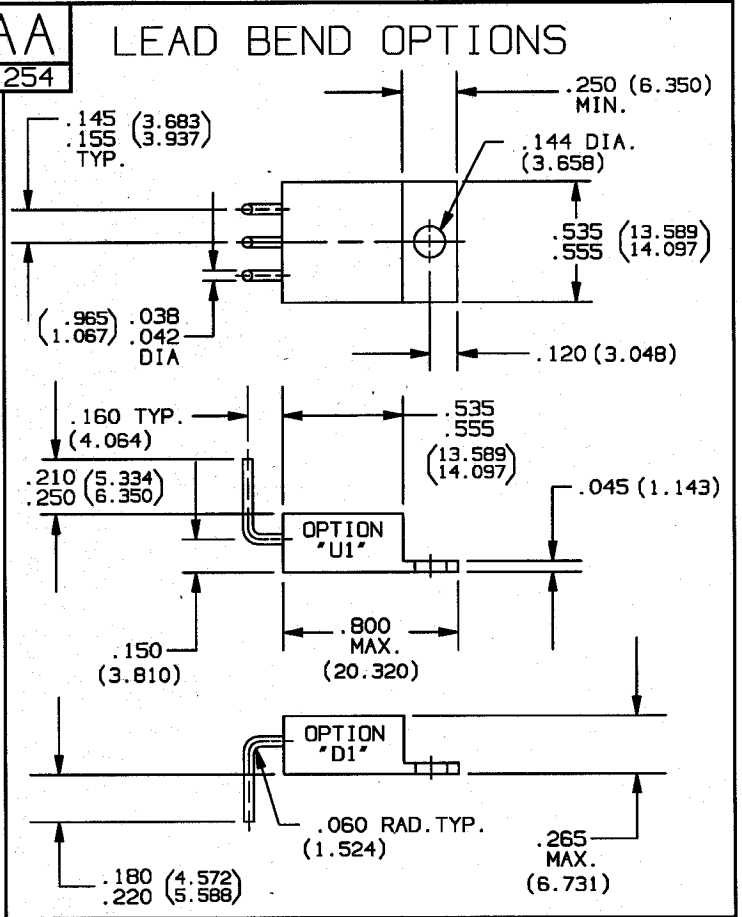 AA
254
LEAD BEND OPTIONS
.145 (3.683)
.155 (3.937)
TYP.
.250 (6.350)
MIN.
.144 DIA.
(3.658)
.535 (13.589)
.555 (14.097)
(.965) .038
(1.067) .042
DIA
.120 (3.048)
.160 TYP.
(4.064)
.535
.555
(13.589)
(14.097)
.210 (5.334)
.250 (6.350)
.045 (1.143)
OPTION
"U1"
.150
(3.810)
.800
MAX.
(20.320)
OPTION
"D1"
.060 RAD.TYP.
(1.524)
.265
MAX.
(6.731)
.180 (4.572)
.220 (5.588)